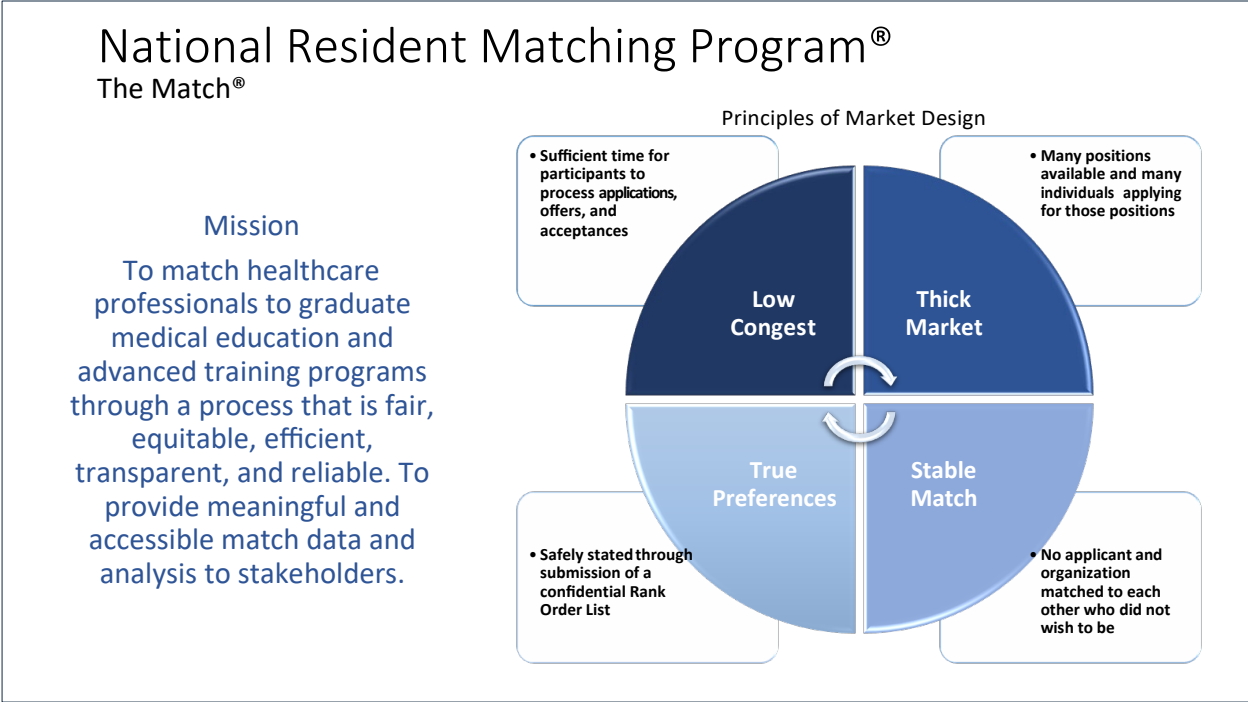 National Resident Matching Program®
The Match®
Mission
To match healthcare
professionals to graduate
medical education and
advanced training programs
through a process that is fair,
equitable, efficient,
transparent, and reliable. To
provide meaningful and
accessible match data and
analysis to stakeholders.
Principles of Market Design
• Sufficient time for
participants to
process applications,
offers, and
acceptances
• Many positions
available and many
individuals applying
for those positions
Low
Congest
Thick
Market
True
Preferences
Stable
Match
• Safely stated through
submission of a
confidential Rank
Order List
• No applicant and
organization
matched to each
other who did not
wish to be